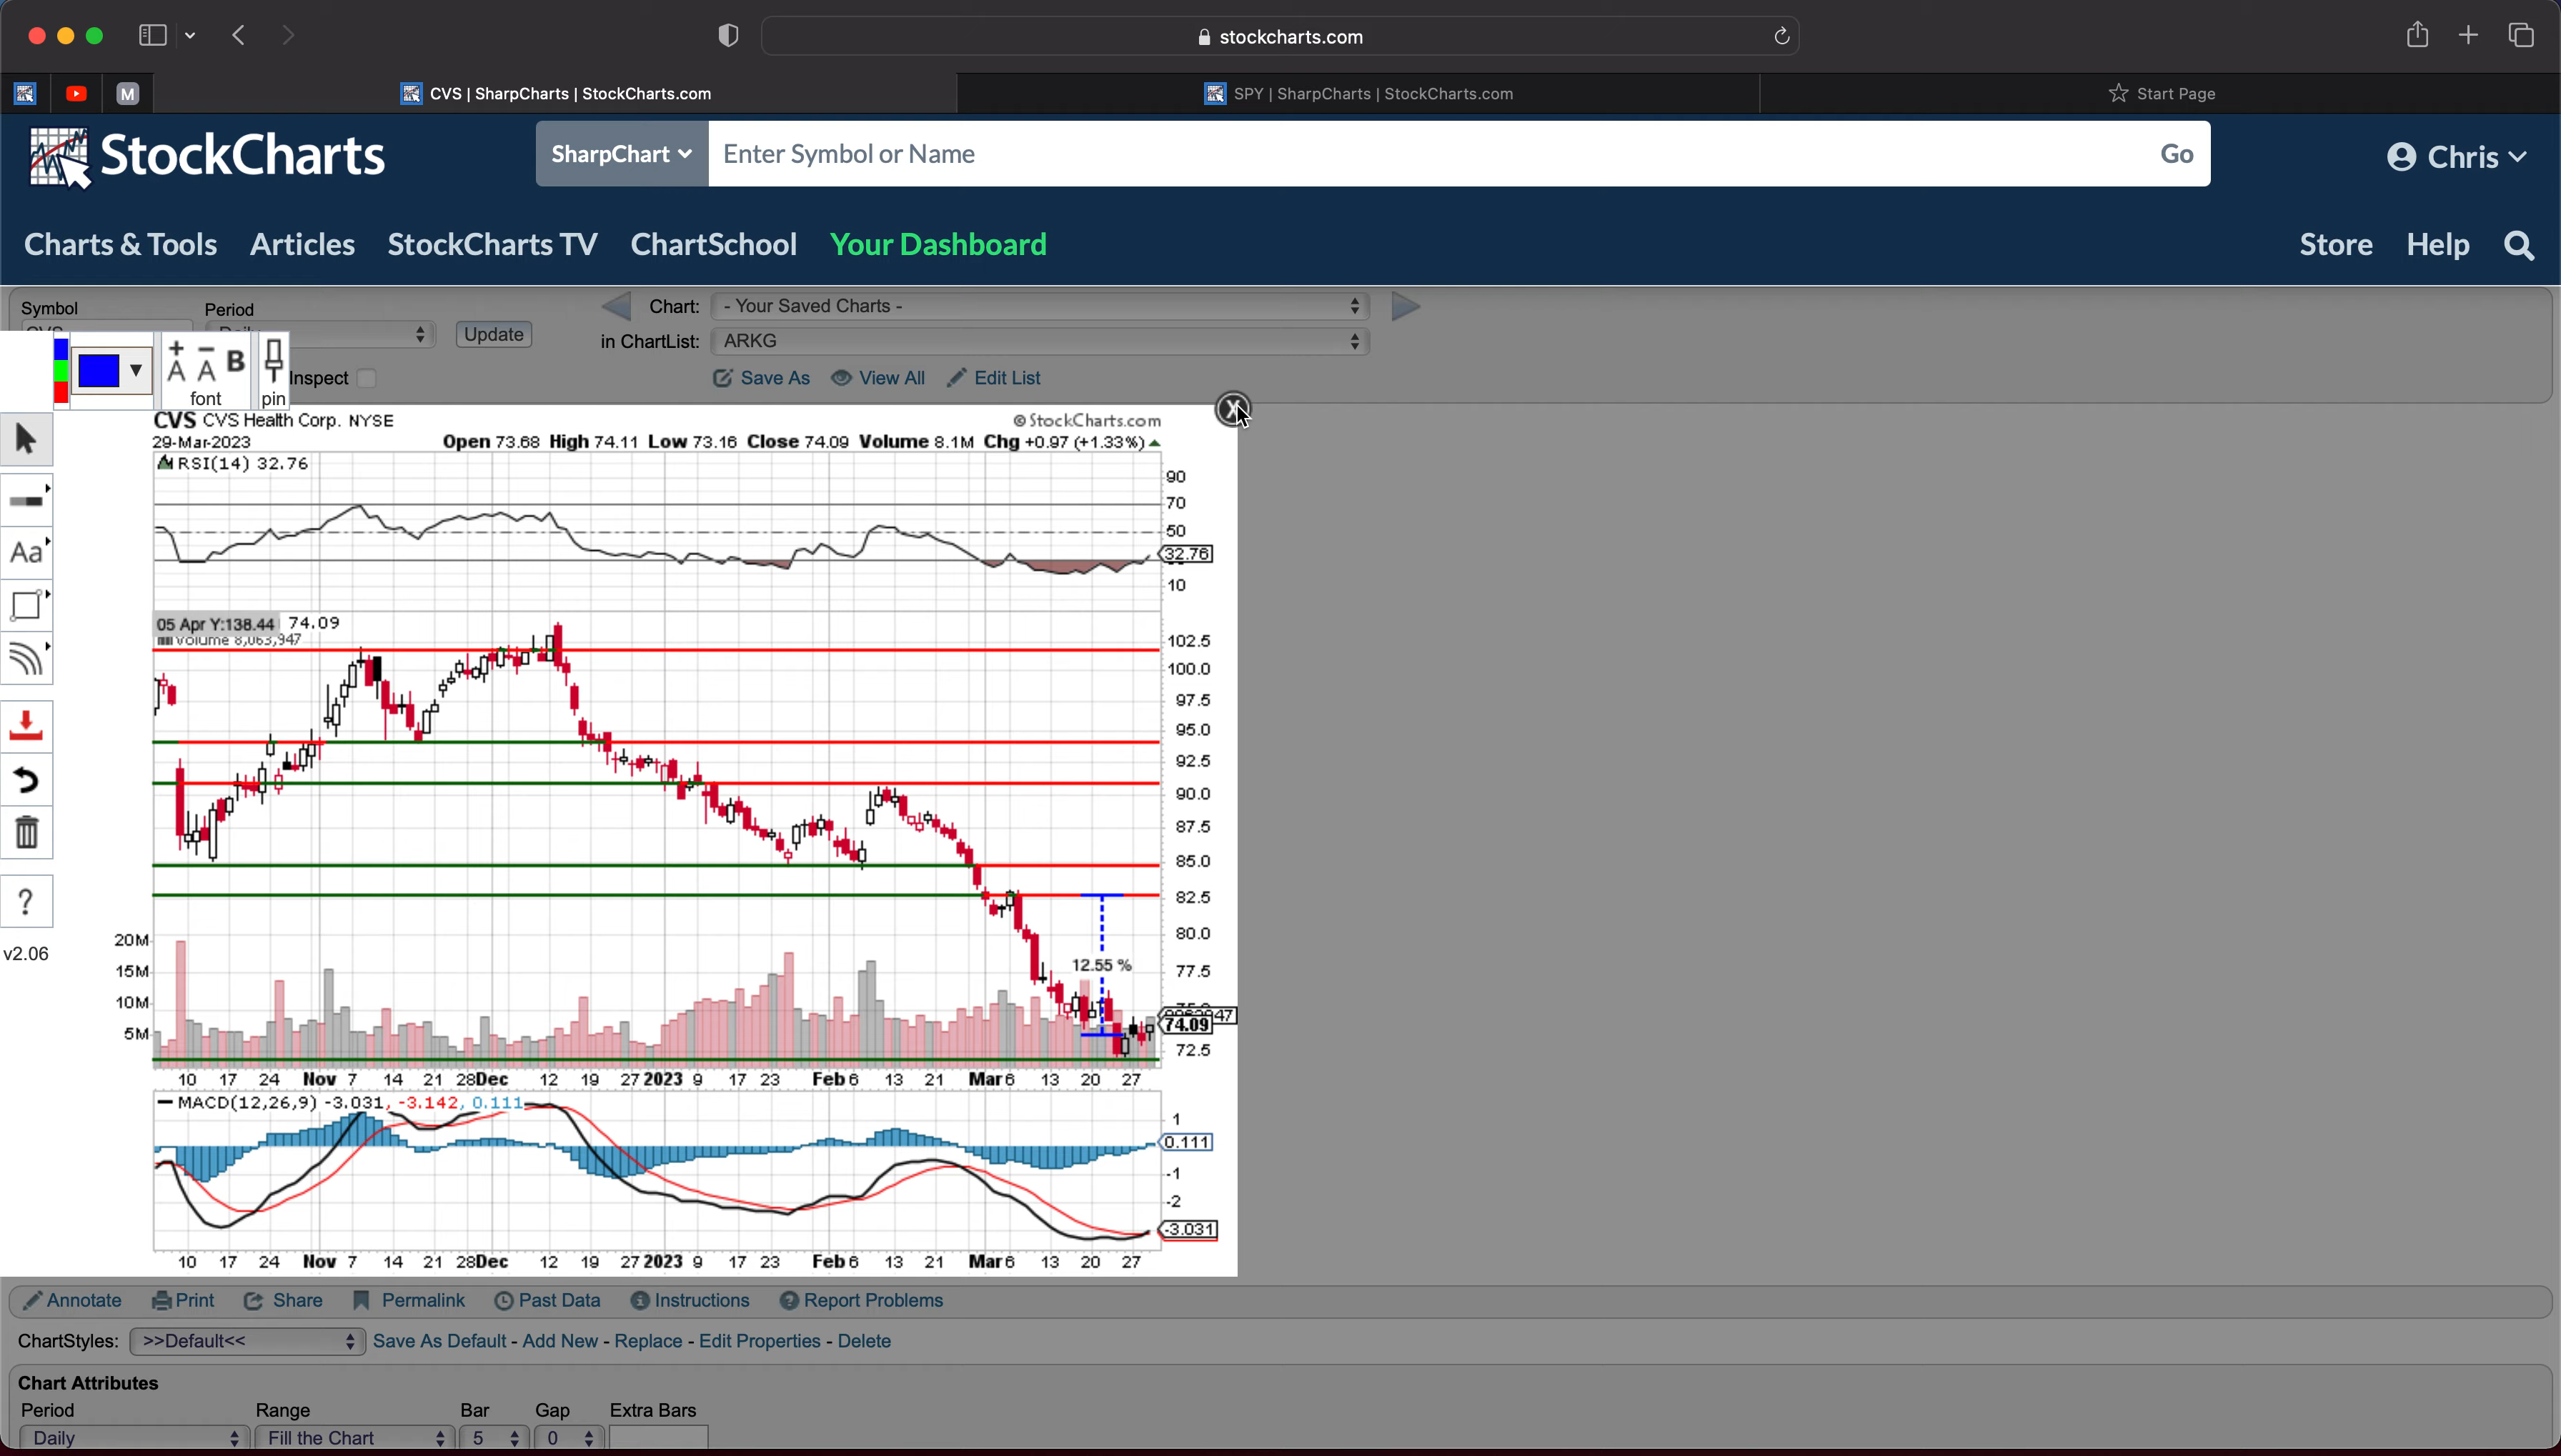 stockcharts.com
M
CVS | SharpCharts | StockCharts.com
SPY | SharpCharts | StockCharts.com
Start Page
StockCharts
SharpChart
Enter Symbol or Name
Go
Chris
Charts & Tools
Articles
StockCharts TV
ChartSchool
Your Dashboard
Store
Help
Symbol
Period
Update
Chart:
- Your Saved Charts -
in ChartList:
ARKG
Inspect
Save As
View All
Edit List
A A B
font
pin
CVS CVS Health Corp. NYSE
© StockCharts.com
29-Mar-2023
Open 73.68 High 74.11 Low 73.16 Close 74.09 Volume 8.1M Chg +0.97 (+1.33%)
RSI(14) 32.76
90
70
50
32.76
10
05 Apr Y:138.44 74.09
Volume 8,063,947
102.5
100.0
97.5
95.0
92.5
90.0
87.5
85.0
82.5
80.0
77.5
74.09
72.5
20M
15M
10M
5M
12.55 %
10 17 24 Nov 7 14 21 28 Dec 12 19 27 2023 9 17 23 Feb 6 13 21 Mar 6 13 20 27
MACD(12,26,9) -3.031, -3.142, 0.111
1
0.111
-1
-2
-3.031
10 17 24 Nov 7 14 21 28 Dec 12 19 27 2023 9 17 23 Feb 6 13 21 Mar 6 13 20 27
Aa
?
v2.06
X
Annotate
Print
Share
Permalink
Past Data
Instructions
Report Problems
ChartStyles:
>>Default<<
Save As Default - Add New - Replace - Edit Properties - Delete
Chart Attributes
Period
Range
Bar
Gap
Extra Bars
Daily
Fill the Chart
5
0